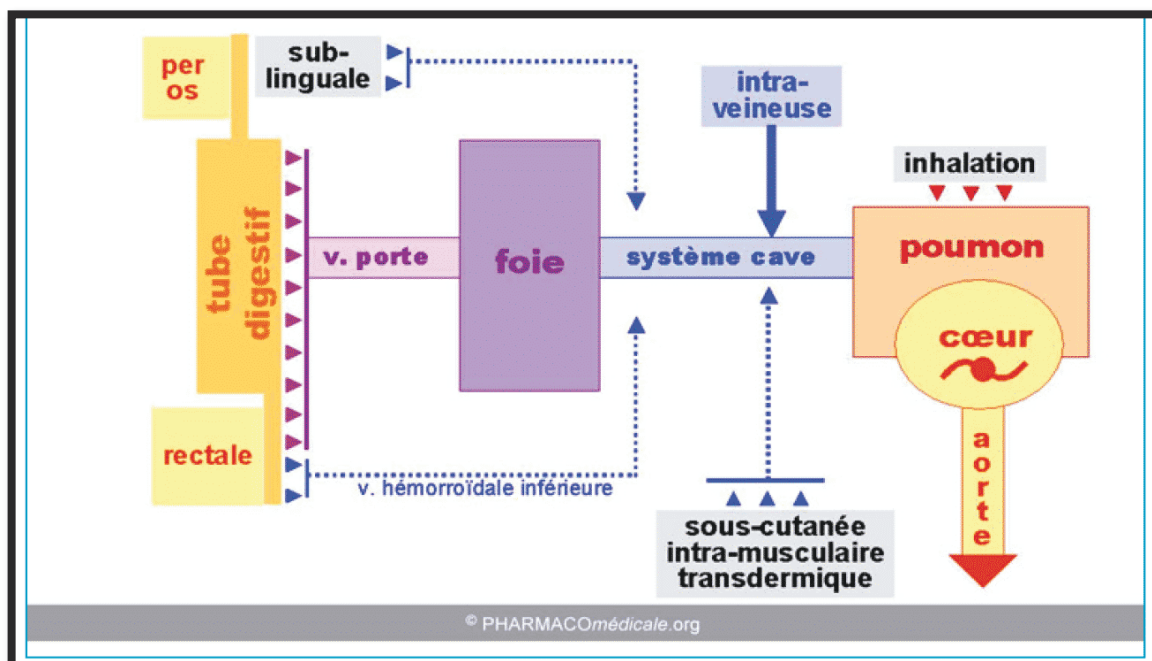 per
os
sub-
linguale
intra-
veineuse
inhalation
tube
digestif
v. porte
foie
système cave
poumon
cœur
rectale
v. hémorroïdale inférieure
sous-cutanée
intra-musculaire
transdermique
aorte
© PHARMACOmédicale.org